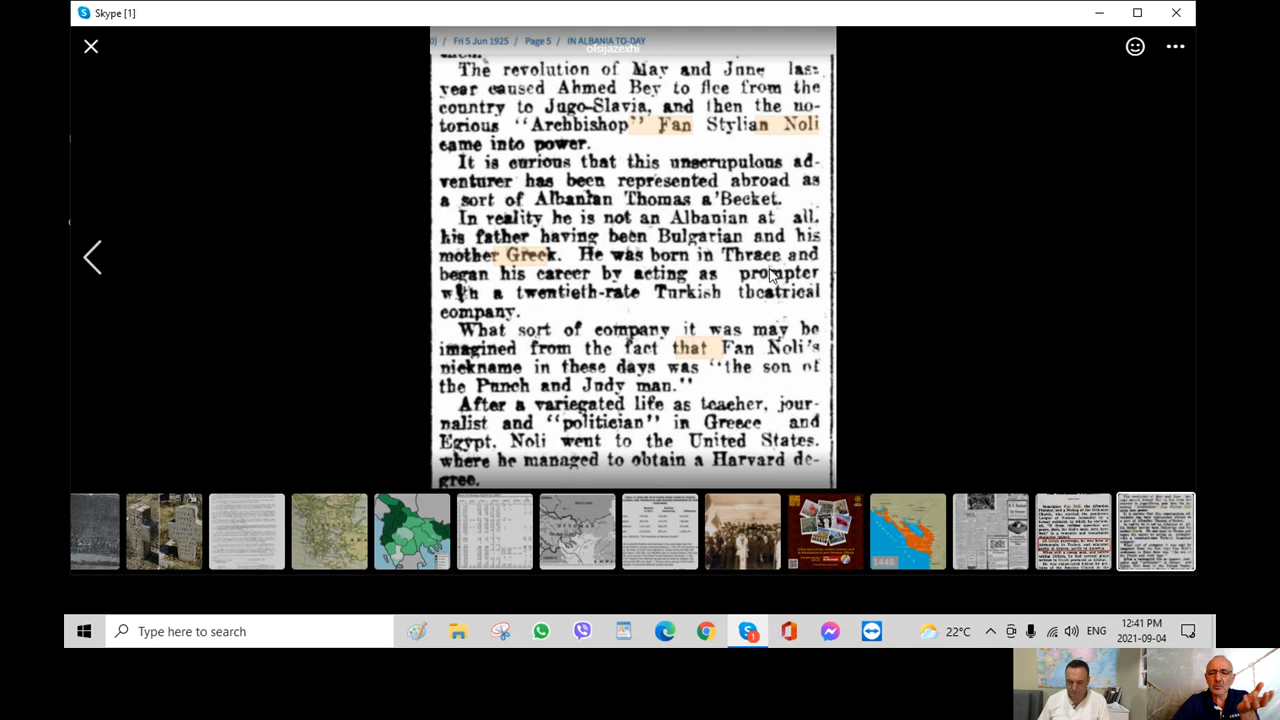 Skype [1]
) / Fri 5 Jun 1925 / Page 5 / IN ALBANIA TO-DAY
olsijazexhi
The revolution of May and June last
year caused Ahmed Bey to flee from the
country to Jugo-Slavia, and then the no-
torious "Archbishop" Fan Stylian Noli
came into power.
It is curious that this unscrupulous ad-
venturer has been represented abroad as
a sort of Albanian Thomas a'Becket.
In reality he is not an Albanian at all.
his father having been Bulgarian and his
mother Greek. He was born in Thrace and
began his career by acting as prompter
with a twentieth-rate Turkish theatrical
company.
What sort of company it was may be
imagined from the fact that Fan Noli's
nickname in these days was "the son of
the Punch and Judy man."
After a variegated life as teacher, jour-
nalist and "politician" in Greece and
Egypt. Noli went to the United States.
where he managed to obtain a Harvard de-
gree.
1448
Type here to search
1
22°C
ENG
12:41 PM
2021-09-04